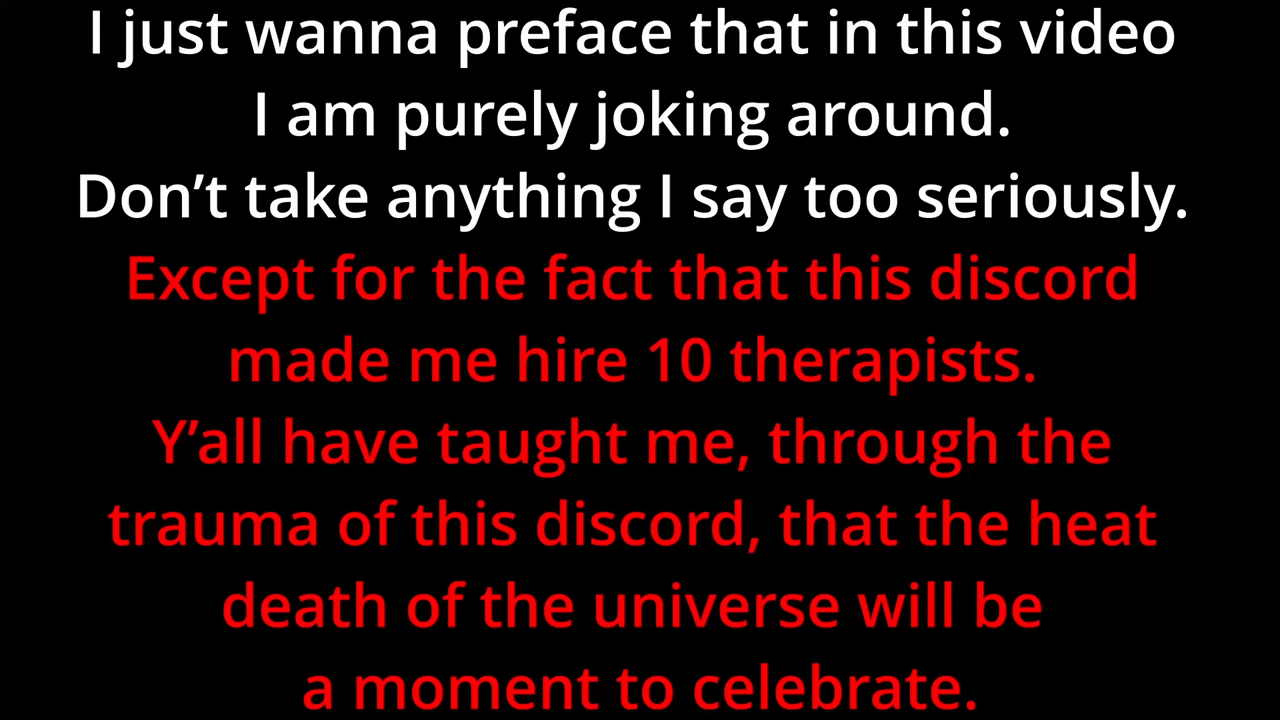 I just wanna preface that in this video
I am purely joking around.
Don’t take anything I say too seriously.
Except for the fact that this discord
made me hire 10 therapists.
Y’all have taught me, through the
trauma of this discord, that the heat
death of the universe will be
a moment to celebrate.